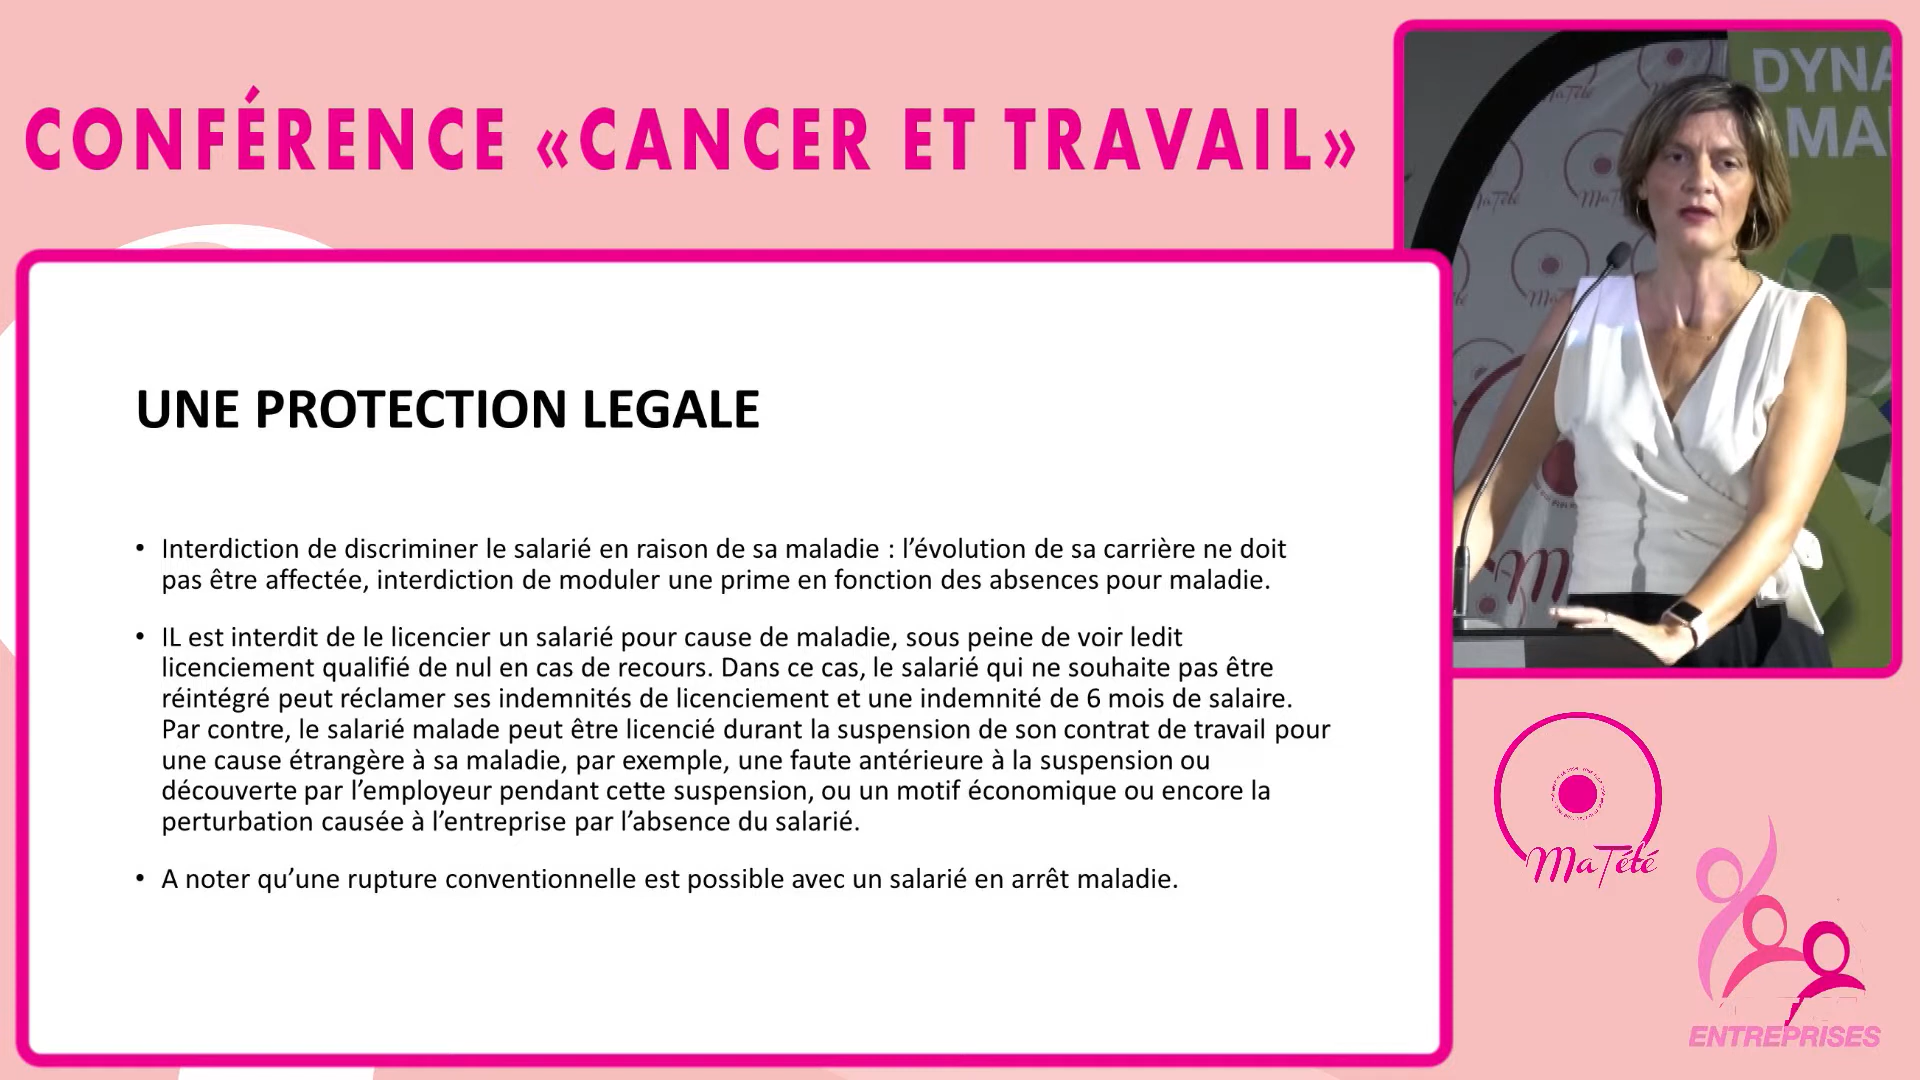 CONFÉRENCE «CANCER ET TRAVAIL»
DYNA
MA
UNE PROTECTION LEGALE
• Interdiction de discriminer le salarié en raison de sa maladie : l’évolution de sa carrière ne doit
pas être affectée, interdiction de moduler une prime en fonction des absences pour maladie.
• IL est interdit de le licencier un salarié pour cause de maladie, sous peine de voir ledit
licenciement qualifié de nul en cas de recours. Dans ce cas, le salarié qui ne souhaite pas être
réintégré peut réclamer ses indemnités de licenciement et une indemnité de 6 mois de salaire.
Par contre, le salarié malade peut être licencié durant la suspension de son contrat de travail pour
une cause étrangère à sa maladie, par exemple, une faute antérieure à la suspension ou
découverte par l’employeur pendant cette suspension, ou un motif économique ou encore la
perturbation causée à l’entreprise par l’absence du salarié.
• A noter qu’une rupture conventionnelle est possible avec un salarié en arrêt maladie.
MaTété
ENTREPRISES